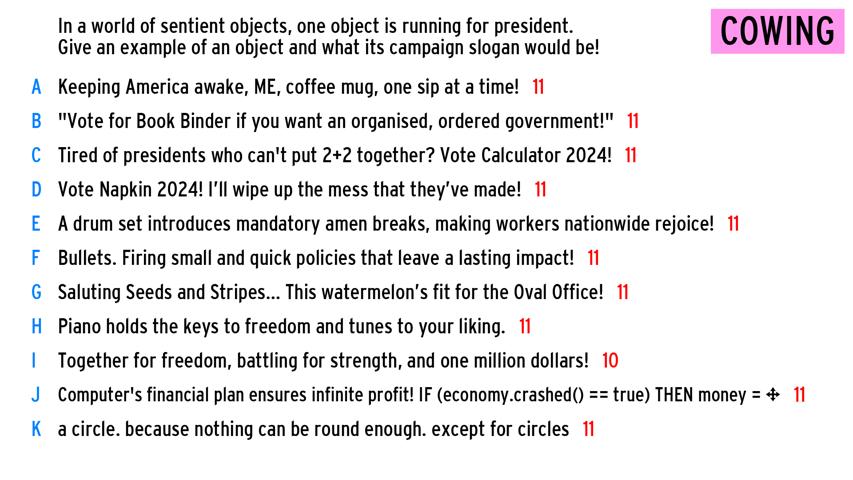 In a world of sentient objects, one object is running for president.
Give an example of an object and what its campaign slogan would be!
COWING
A Keeping America awake, ME, coffee mug, one sip at a time! 11
B "Vote for Book Binder if you want an organised, ordered government!" 11
C Tired of presidents who can't put 2+2 together? Vote Calculator 2024! 11
D Vote Napkin 2024! I'll wipe up the mess that they've made! 11
E A drum set introduces mandatory amen breaks, making workers nationwide rejoice! 11
F Bullets. Firing small and quick policies that leave a lasting impact! 11
G Saluting Seeds and Stripes... This watermelon's fit for the Oval Office! 11
H Piano holds the keys to freedom and tunes to your liking. 11
I Together for freedom, battling for strength, and one million dollars! 10
J Computer's financial plan ensures infinite profit! IF (economy.crashed() == true) THEN money = ✥ 11
K a circle. because nothing can be round enough. except for circles 11